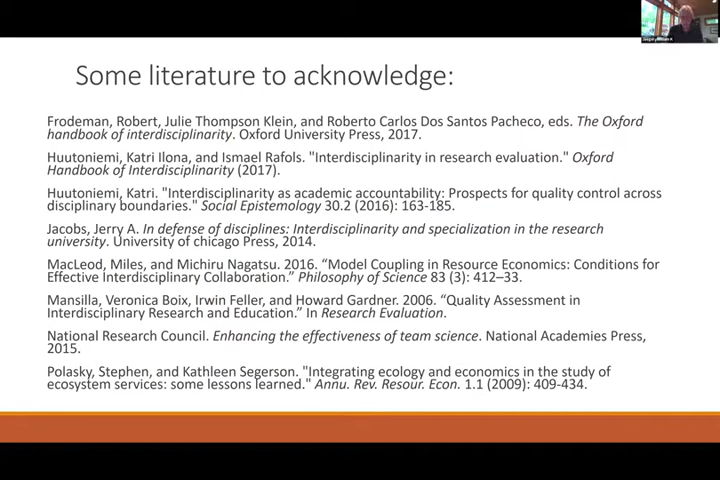 Some literature to acknowledge:
Frodeman, Robert, Julie Thompson Klein, and Roberto Carlos Dos Santos Pacheco, eds. The Oxford
handbook of interdisciplinarity. Oxford University Press, 2017.
Huutoniemi, Katri Ilona, and Ismael Rafols. "Interdisciplinarity in research evaluation." Oxford
Handbook of Interdisciplinarity (2017).
Huutoniemi, Katri. "Interdisciplinarity as academic accountability: Prospects for quality control across
disciplinary boundaries." Social Epistemology 30.2 (2016): 163-185.
Jacobs, Jerry A. In defense of disciplines: Interdisciplinarity and specialization in the research
university. University of chicago Press, 2014.
MacLeod, Miles, and Michiru Nagatsu. 2016. “Model Coupling in Resource Economics: Conditions for
Effective Interdisciplinary Collaboration.” Philosophy of Science 83 (3): 412–33.
Mansilla, Veronica Boix, Irwin Feller, and Howard Gardner. 2006. “Quality Assessment in
Interdisciplinary Research and Education.” In Research Evaluation.
National Research Council. Enhancing the effectiveness of team science. National Academies Press,
2015.
Polasky, Stephen, and Kathleen Segerson. "Integrating ecology and economics in the study of
ecosystem services: some lessons learned." Annu. Rev. Resour. Econ. 1.1 (2009): 409-434.